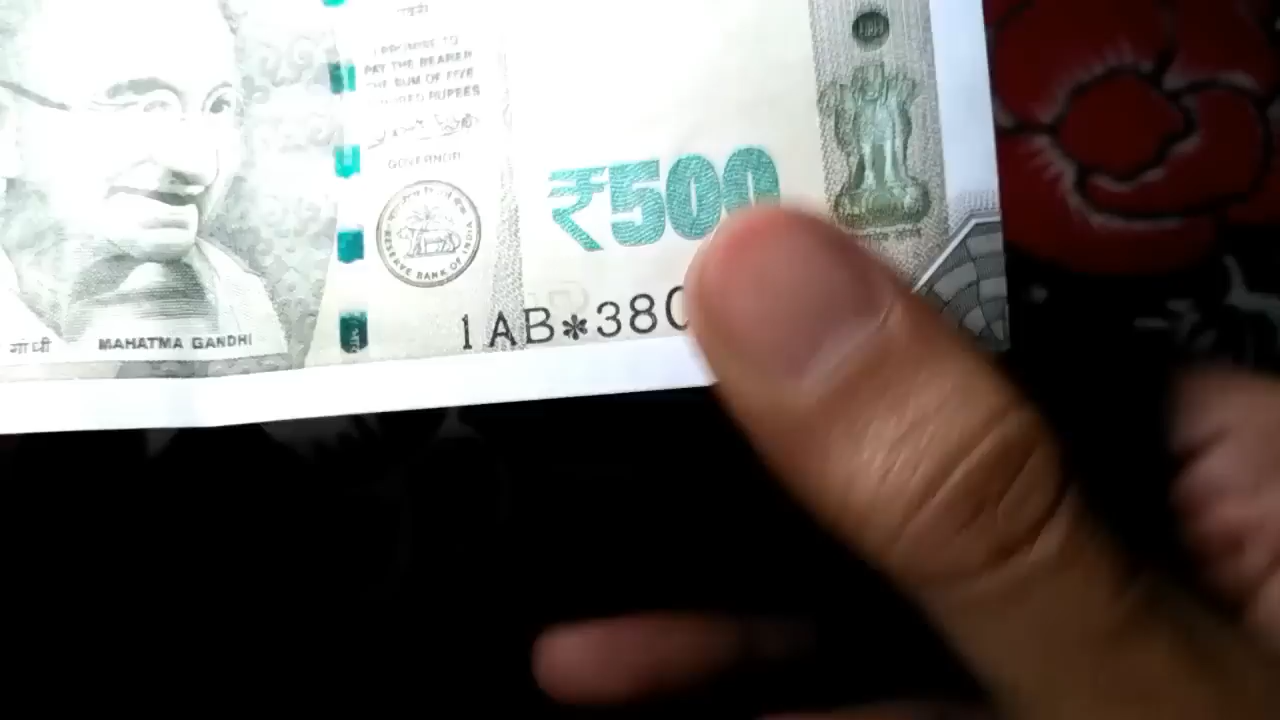 I PROMISE TO
PAY THE BEARER
THE SUM OF FIVE
HUNDRED RUPEES
GOVERNOR
₹500
RESERVE BANK OF INDIA
1AB*380
गांधी
MAHATMA GANDHI